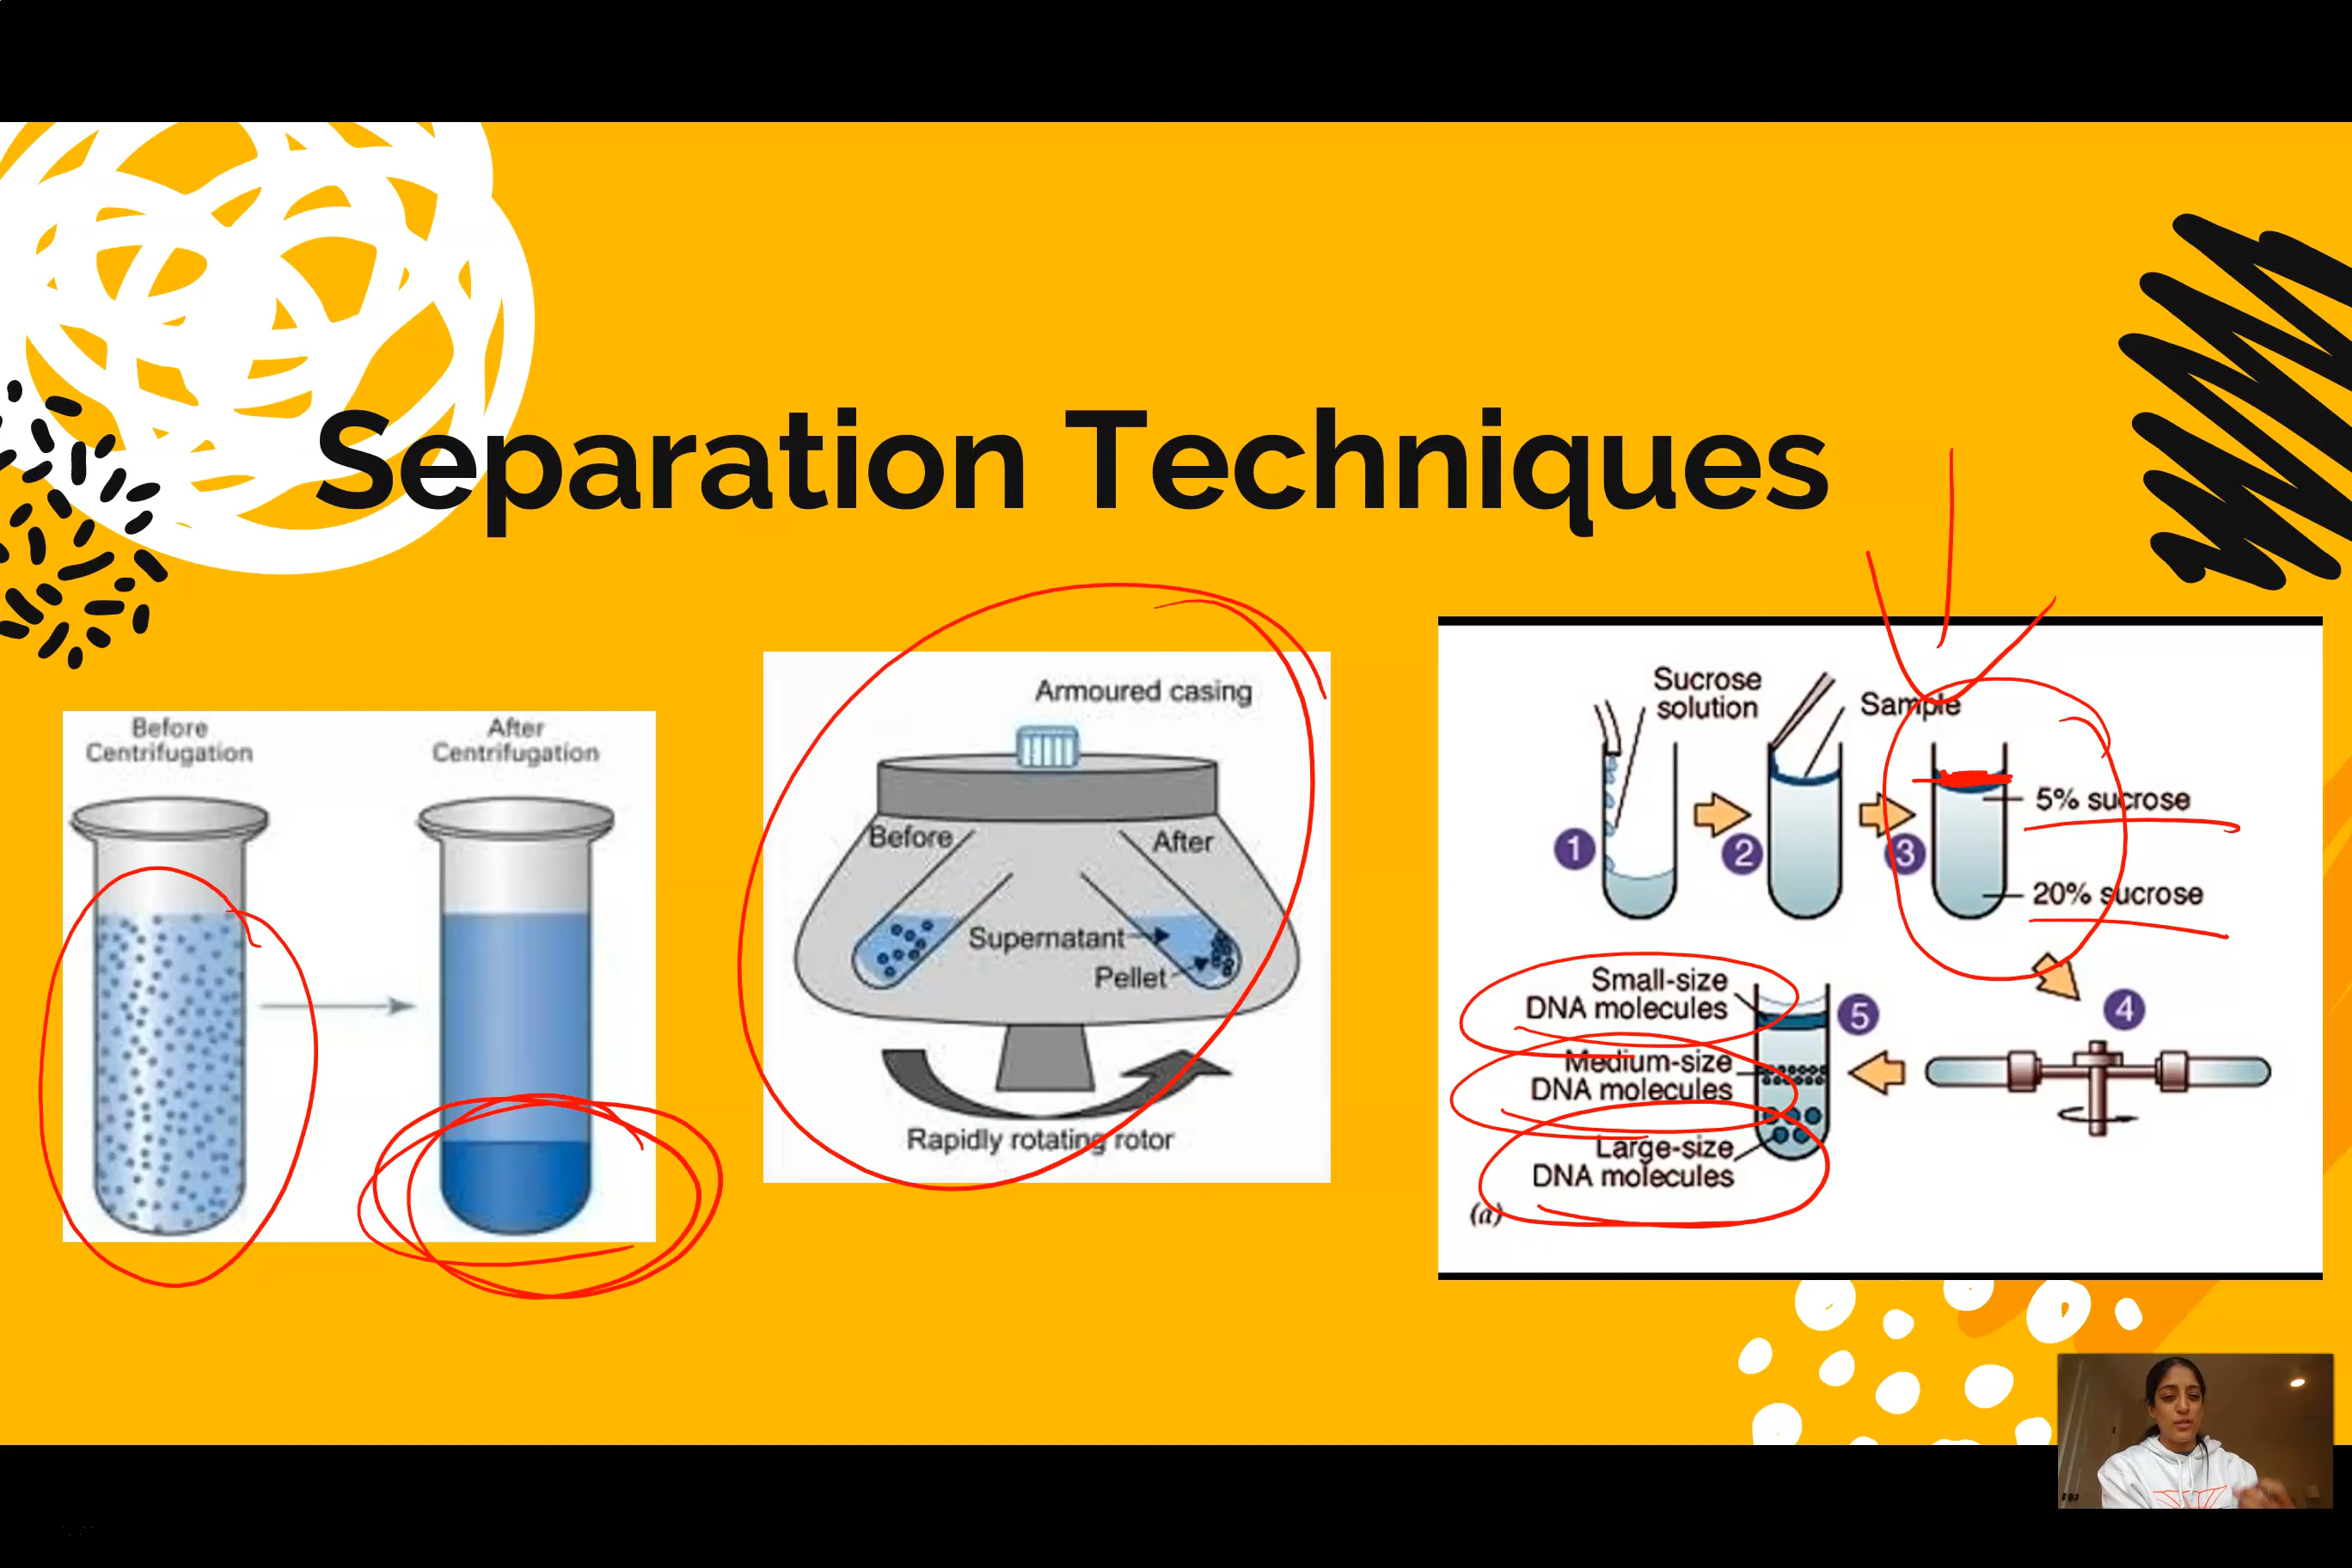 Separation Techniques
Before
Centrifugation
After
Centrifugation
Armoured casing
Before
After
Supernatant
Pellet
Rapidly rotating rotor
Sucrose
solution
Sample
1
2
3
5% sucrose
20% sucrose
4
5
Small-size
DNA molecules
Medium-size
DNA molecules
Large-size
DNA molecules
(a)